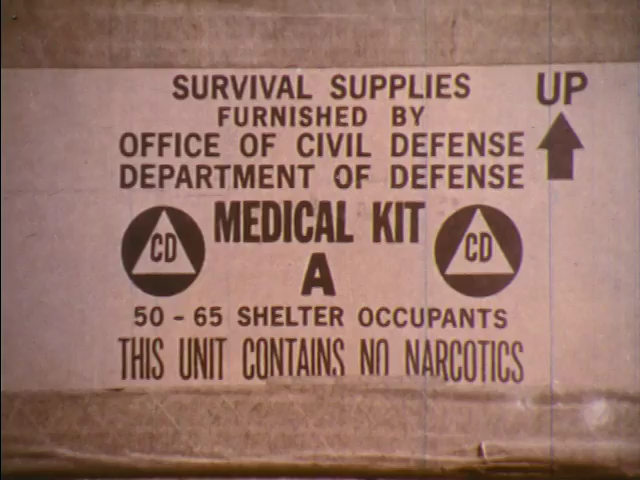 SURVIVAL SUPPLIES
FURNISHED BY
OFFICE OF CIVIL DEFENSE
DEPARTMENT OF DEFENSE
UP
CD
MEDICAL KIT
CD
A
50 - 65 SHELTER OCCUPANTS
THIS UNIT CONTAINS NO NARCOTICS